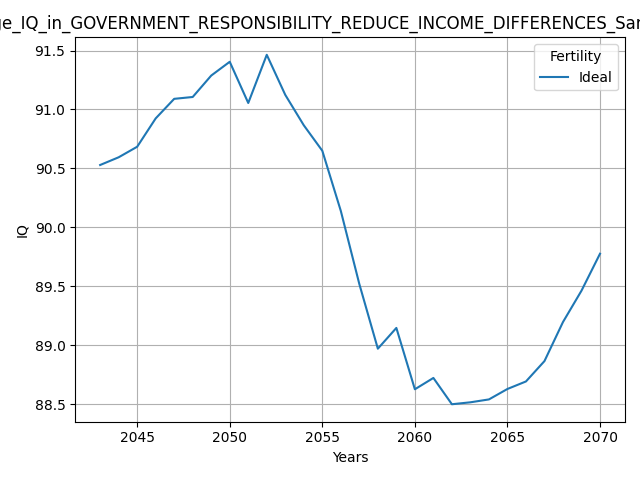 ge_IQ_in_GOVERNMENT_RESPONSIBILITY_REDUCE_INCOME_DIFFERENCES_Sar
91.5
91.0
90.5
90.0
89.5
89.0
88.5
IQ
Fertility
Ideal
2045 2050 2055 2060 2065 2070
Years